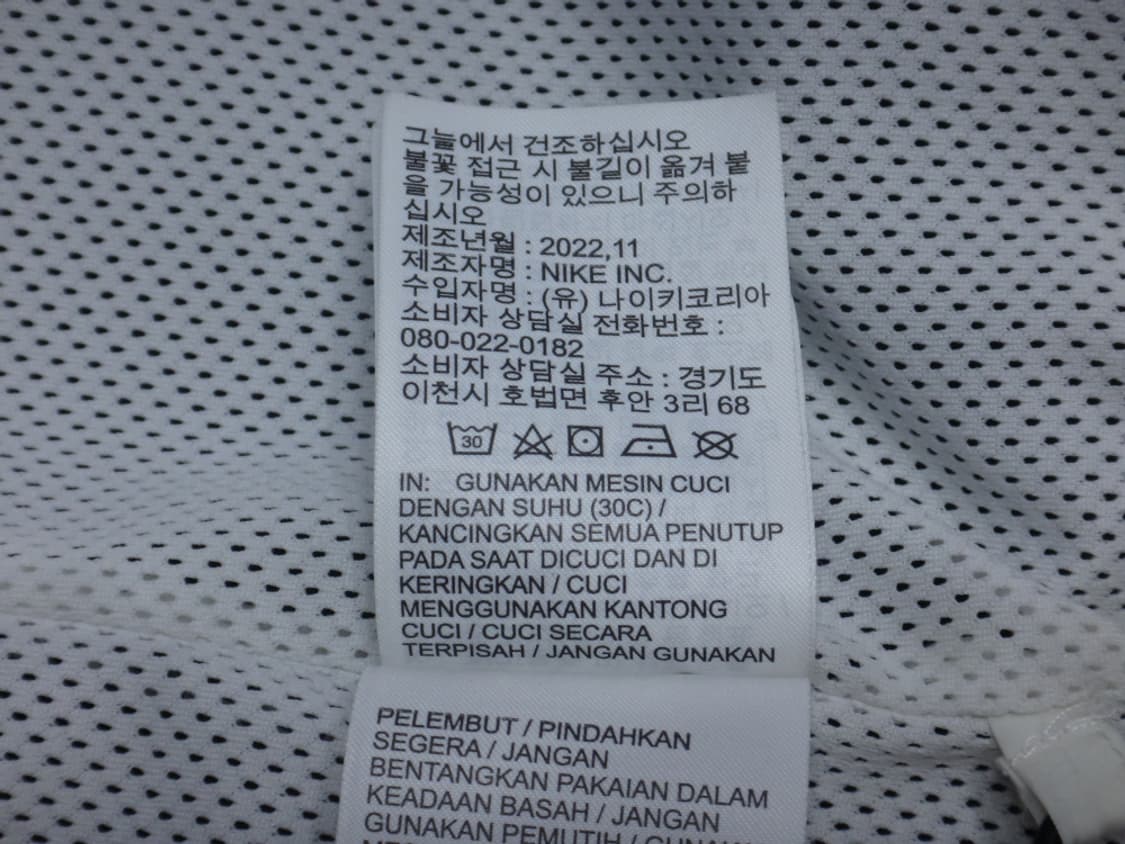 그늘에서 건조하십시오
불꽃 접근 시 불길이 옮겨 붙
을 가능성이 있으니 주의하
십시오
제조년월 : 2022,11
제조자명 : NIKE INC.
수입자명 : (유) 나이키코리아
소비자 상담실 전화번호 :
080-022-0182
소비자 상담실 주소 : 경기도
이천시 호법면 후안 3리 68
30
IN: GUNAKAN MESIN CUCI
DENGAN SUHU (30C) /
KANCINGKAN SEMUA PENUTUP
PADA SAAT DICUCI DAN DI
KERINGKAN / CUCI
MENGGUNAKAN KANTONG
CUCI / CUCI SECARA
TERPISAH / JANGAN GUNAKAN
PELEMBUT / PINDAHKAN
SEGERA / JANGAN
BENTANGKAN PAKAIAN DALAM
KEADAAN BASAH / JANGAN
GUNAKAN PEMUTIH /